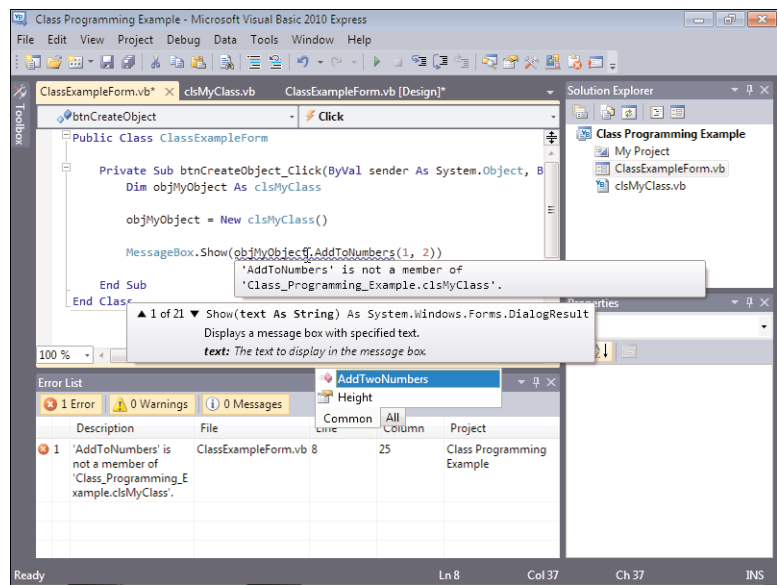 Class Programming Example - Microsoft Visual Basic 2010 Express
File Edit View Project Debug Data Tools Window Help
ClassExampleForm.vb* clsMyClass.vb ClassExampleForm.vb [Design]*
Toolbox
btnCreateObject Click
Public Class ClassExampleForm
Private Sub btnCreateObject_Click(ByVal sender As System.Object, B
Dim objMyObject As clsMyClass
objMyObject = New clsMyClass()
MessageBox.Show(objMyObject.AddToNumbers(1, 2))
'AddToNumbers' is not a member of
'Class_Programming_Example.clsMyClass'.
End Sub
End Class
1 of 21 Show(text As String) As System.Windows.Forms.DialogResult
Displays a message box with specified text.
text: The text to display in the message box.
100 %
AddTwoNumbers
Height
Common All
Solution Explorer
Class Programming Example
My Project
ClassExampleForm.vb
clsMyClass.vb
Properties
Error List
1 Error 0 Warnings 0 Messages
Description File Line Column Project
1 'AddToNumbers' is ClassExampleForm.vb 8 25 Class Programming
not a member of Example
'Class_Programming_E
xample.clsMyClass'.
Ready Ln 8 Col 37 Ch 37 INS